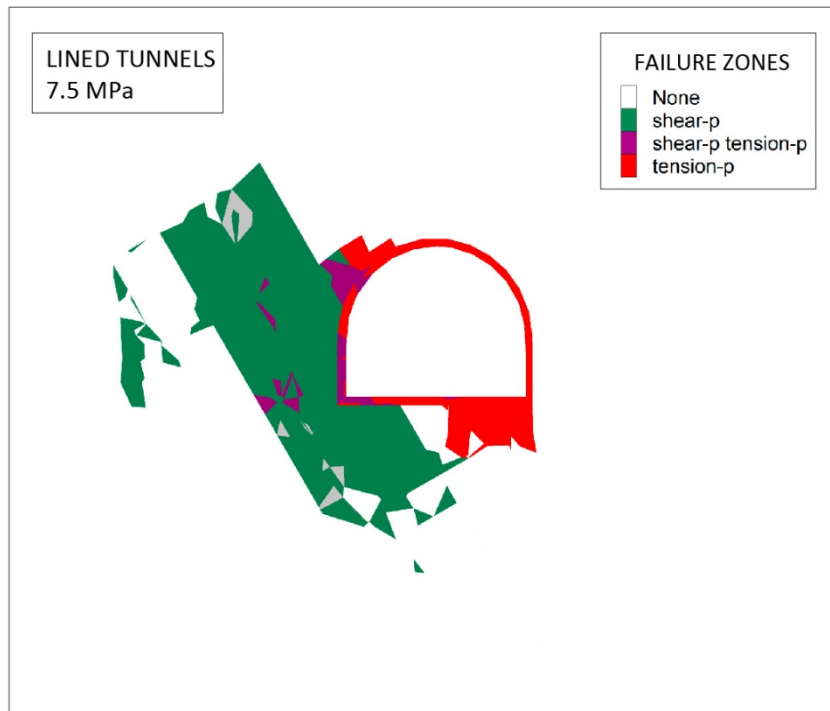 LINED TUNNELS
7.5 MPa
FAILURE ZONES
None
shear-p
shear-p tension-p
tension-p